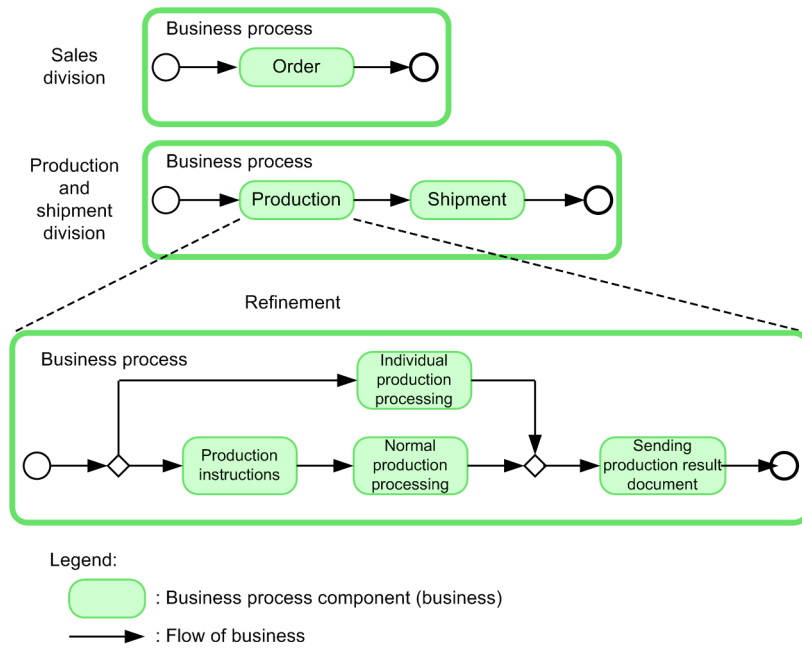 Business process
Sales
division
Order
Business process
Production
and
shipment
division
Production
Shipment
Refinement
Business process
Individual
production
processing
Production
instructions
Normal
production
processing
Sending
production result
document
Legend:
: Business process component (business)
: Flow of business